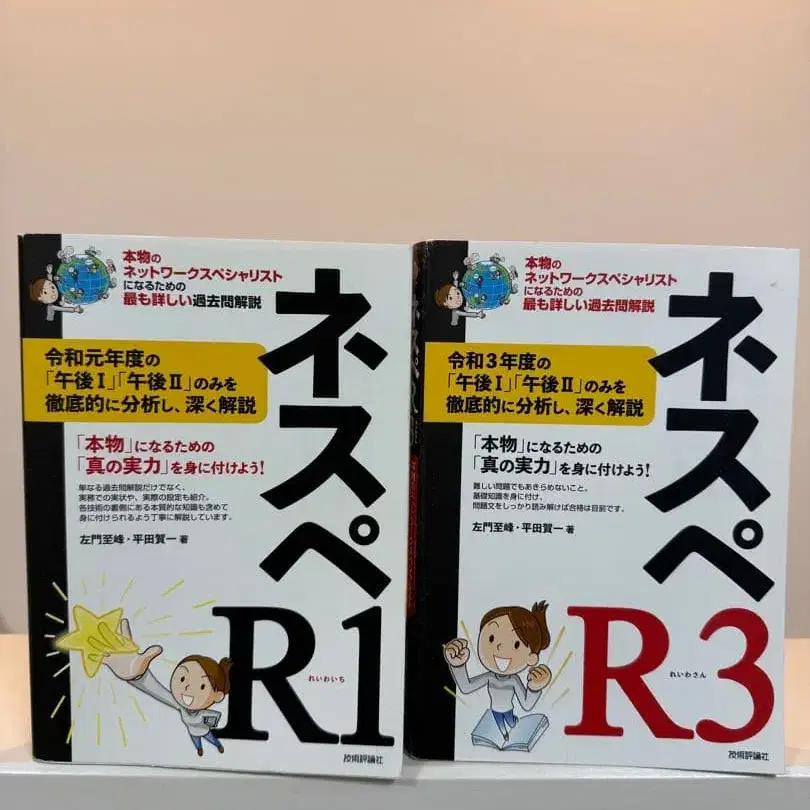 本物の
ネットワークスペシャリスト
になるための
最も詳しい過去問解説
ネスペ
令和元年度の
「午後Ⅰ」「午後Ⅱ」のみを
徹底的に分析し、深く解説
「本物」になるための
「真の実力」を身に付けよう!
単なる過去問解説だけでなく、
実務での実状や、実際の設定も紹介。
各技術の裏側にある本質的な知識も含めて
身に付けられるよう丁寧に解説しています。
左門至峰・平田賀一 著
R1
れいわいち
技術評論社
本物の
ネットワークスペシャリスト
になるための
最も詳しい過去問解説
ネスペ
令和3年度の
「午後Ⅰ」「午後Ⅱ」のみを
徹底的に分析し、深く解説
「本物」になるための
「真の実力」を身に付けよう!
難しい問題でもあきらめないこと。
基礎知識を身に付け、
問題文をしっかり読み解けば合格は目前です。
左門至峰・平田賀一 著
R3
れいわさん
技術評論社